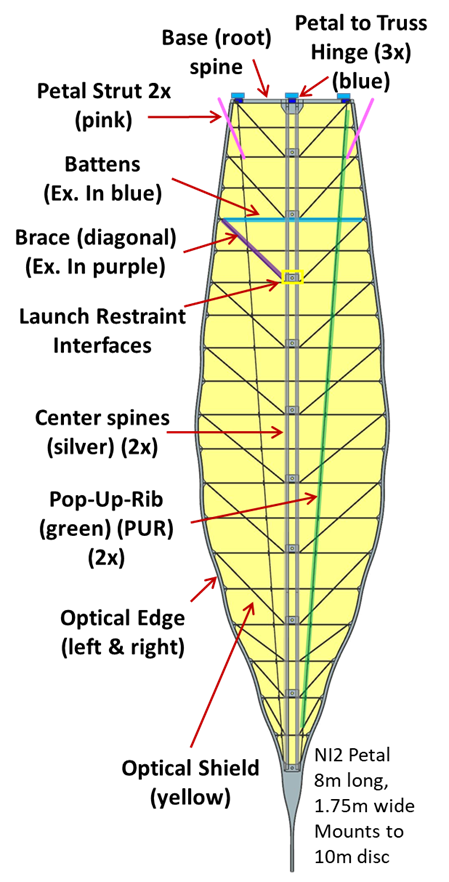 Base (root)
spine
Petal to Truss
Hinge (3x)
(blue)
Petal Strut 2x
(pink)
Battens
(Ex. In blue)
Brace (diagonal)
(Ex. In purple)
Launch Restraint
Interfaces
Center spines
(silver) (2x)
Pop-Up-Rib
(green) (PUR)
(2x)
Optical Edge
(left & right)
Optical Shield
(yellow)
NI2 Petal
8m long,
1.75m wide
Mounts to
10m disc